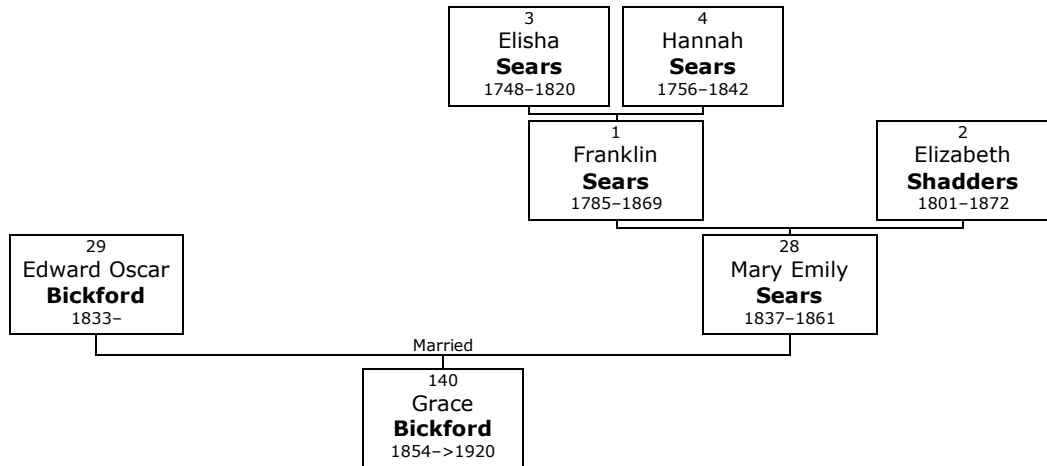 3
Elisha
Sears
1748–1820
4
Hannah
Sears
1756–1842
1
Franklin
Sears
1785–1869
2
Elizabeth
Shadders
1801–1872
29
Edward Oscar
Bickford
1833–
28
Mary Emily
Sears
1837–1861
Married
140
Grace
Bickford
1854–>1920